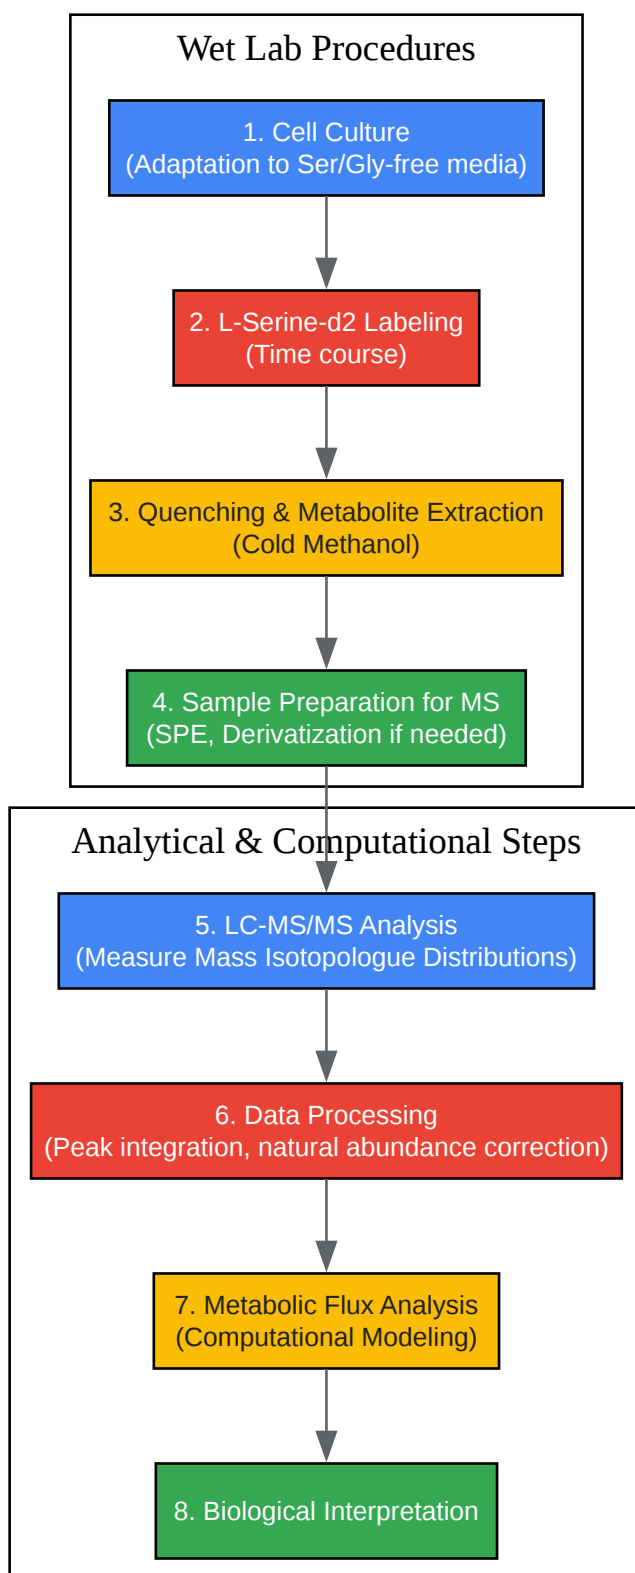 Wet Lab Procedures
1. Cell Culture
(Adaptation to Ser/Gly-free media)
2. L-Serine-d2 Labeling
(Time course)
3. Quenching & Metabolite Extraction
(Cold Methanol)
4. Sample Preparation for MS
(SPE, Derivatization if needed)
Analytical & Computational Steps
5. LC-MS/MS Analysis
(Measure Mass Isotopologue Distributions)
6. Data Processing
(Peak integration, natural abundance correction)
7. Metabolic Flux Analysis
(Computational Modeling)
8. Biological Interpretation